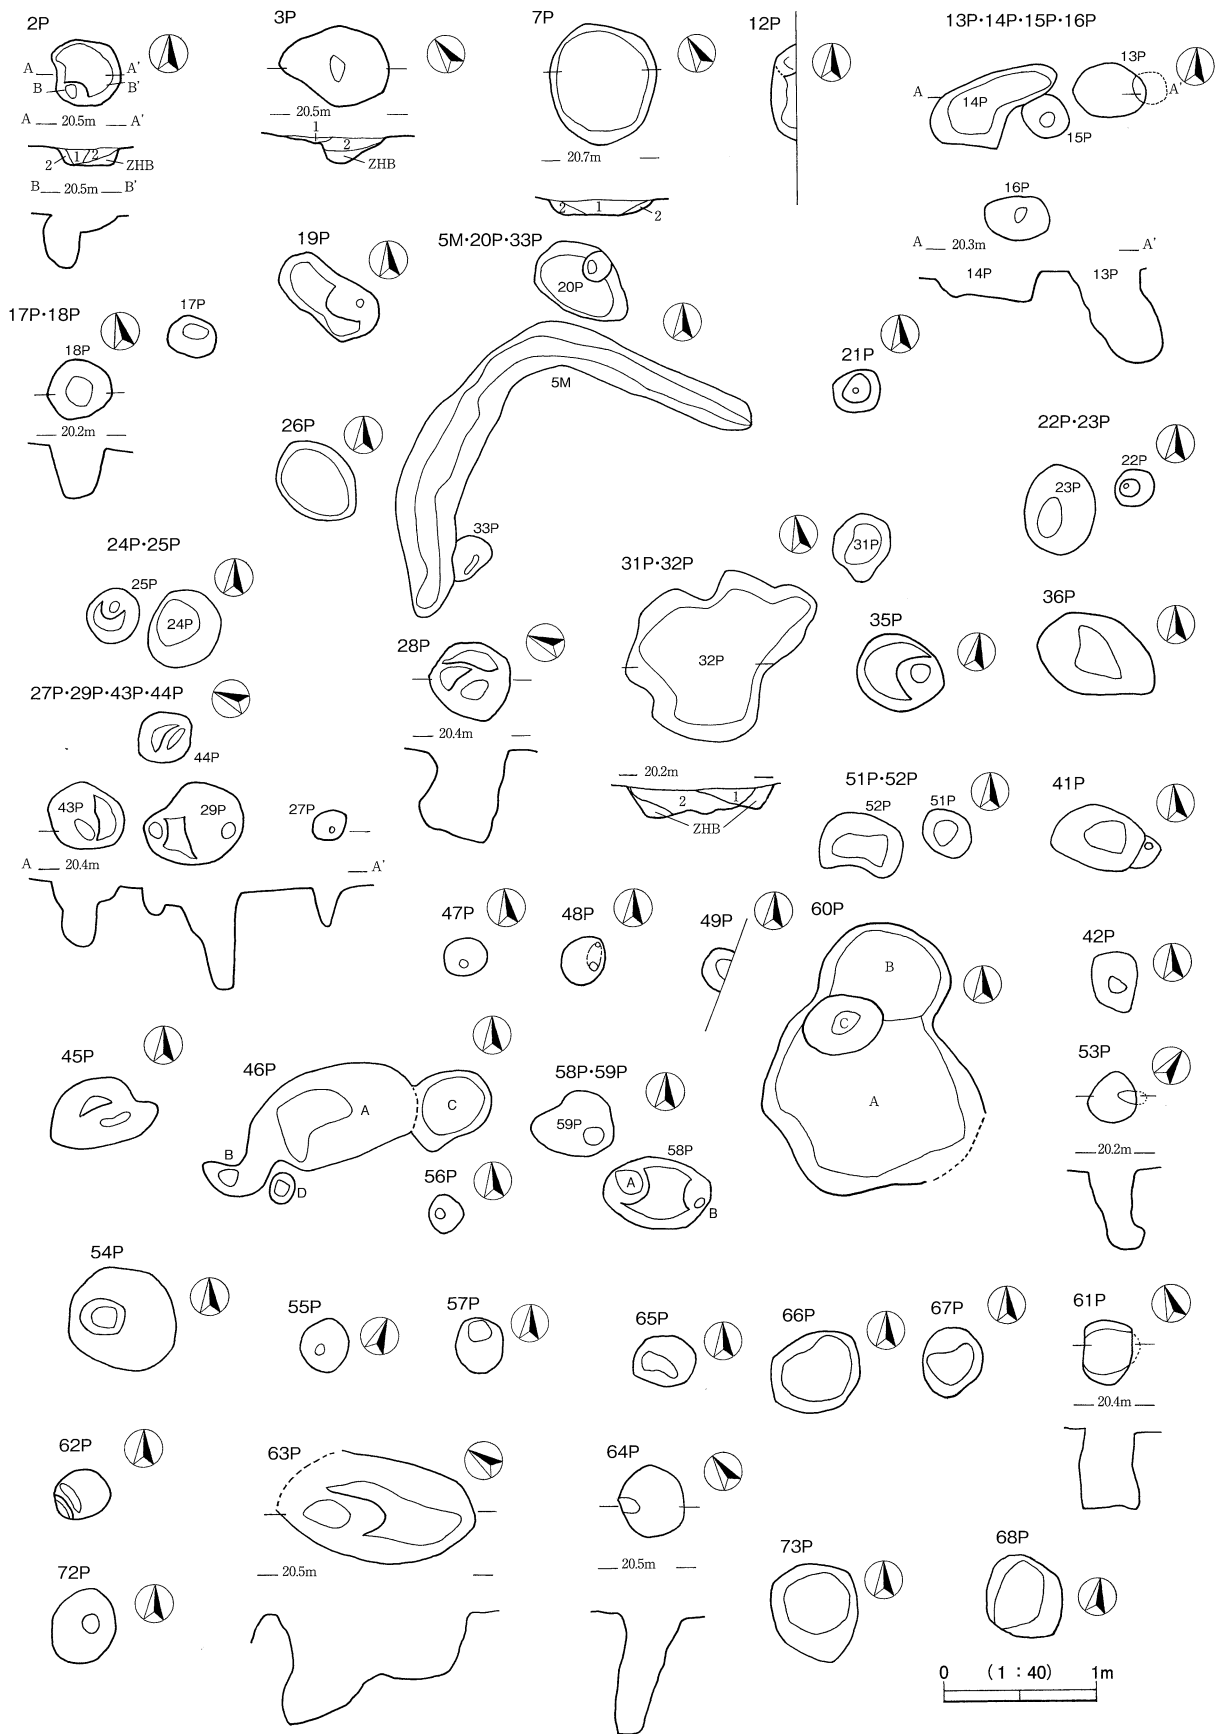 2P
A
A'
B
B'
A 20.5m A'
2
1
2
ZHB
B 20.5m B'
3P
20.5m
1
2
ZHB
7P
20.7m
2
1
2
12P
13P・14P・15P・16P
13P
A
14P
A'
15P
16P
A 20.3m A'
14P
13P
17P・18P
17P
18P
20.2m
19P
5M・20P・33P
20P
5M
33P
21P
26P
22P・23P
22P
23P
24P・25P
25P
24P
28P
20.4m
31P・32P
31P
32P
20.2m
2
1
ZHB
35P
36P
27P・29P・43P・44P
44P
43P
29P
27P
A 20.4m A'
51P・52P
52P
51P
41P
47P
48P
49P
60P
B
C
A
42P
45P
46P
A
C
B
D
58P・59P
59P
58P
A
B
56P
53P
20.2m
54P
55P
57P
65P
66P
67P
61P
20.4m
62P
63P
20.5m
64P
20.5m
72P
73P
68P
0 (1:40) 1m